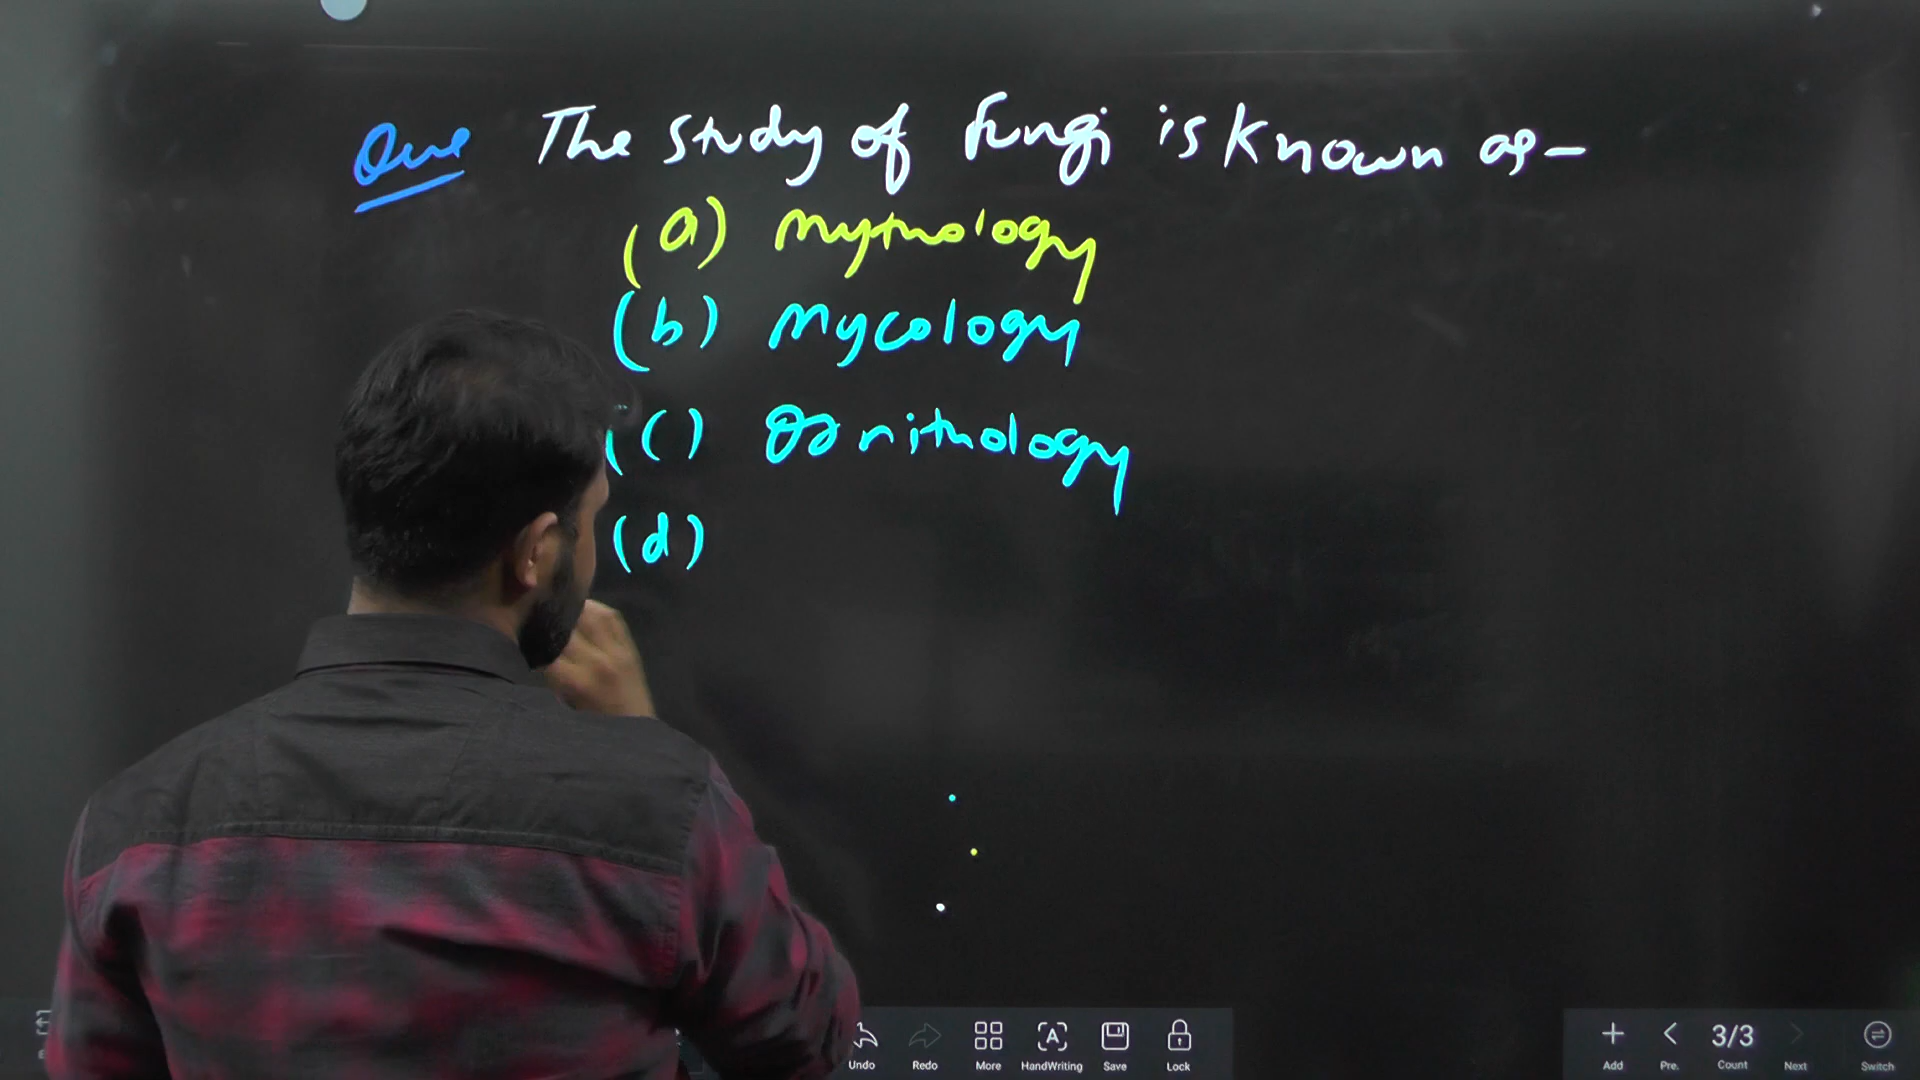 Que The study of Fungi is known as-
(a) Mythology
(b) Mycology
(c) Ornithology
(d)
Undo Redo More HandWriting Save Lock
Add Pre. 3/3 Count Next Switch